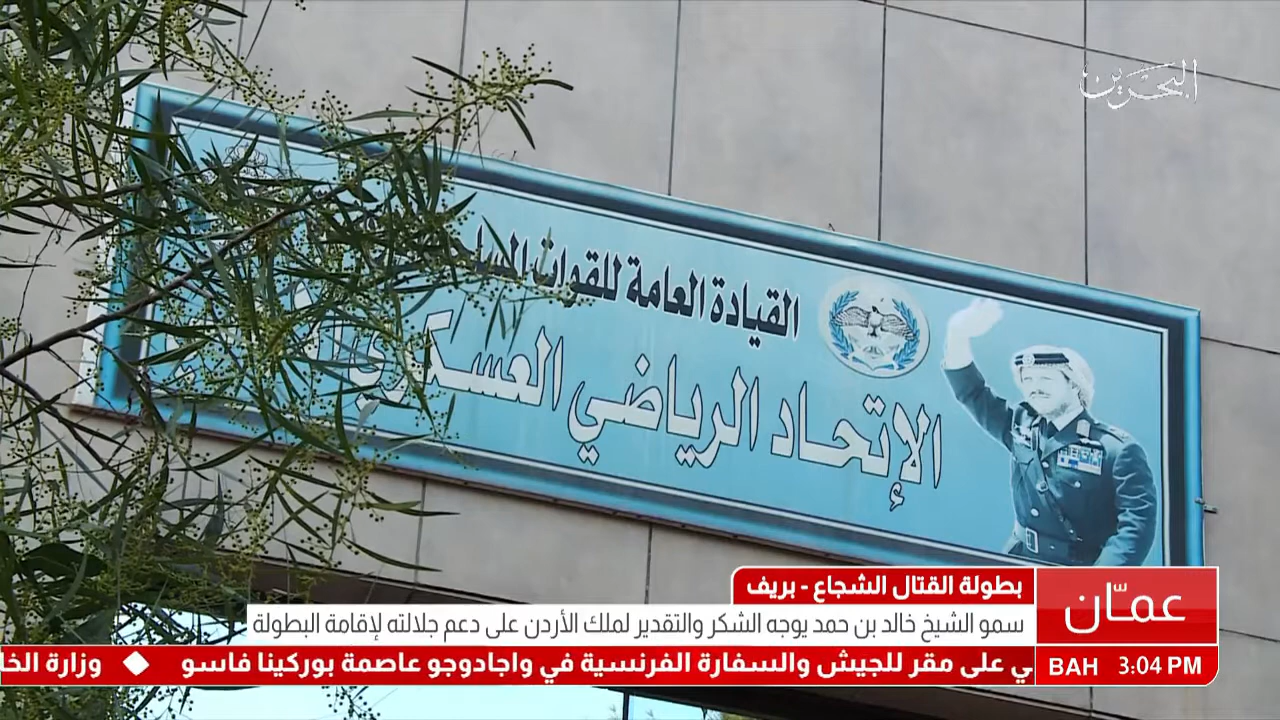 البحرين
القيادة العامة للقوات
الإتحاد الرياضي العسكري
بطولة القتال الشجاع - بريف
عمّان
سمو الشيخ خالد بن حمد يوجه الشكر والتقدير لملك الأردن على دعم جلالته لإقامة البطولة
ي على مقر للجيش والسفارة الفرنسية في واجادوجو عاصمة بوركينا فاسو ◆ وزارة الخا
BAH 3:04 PM